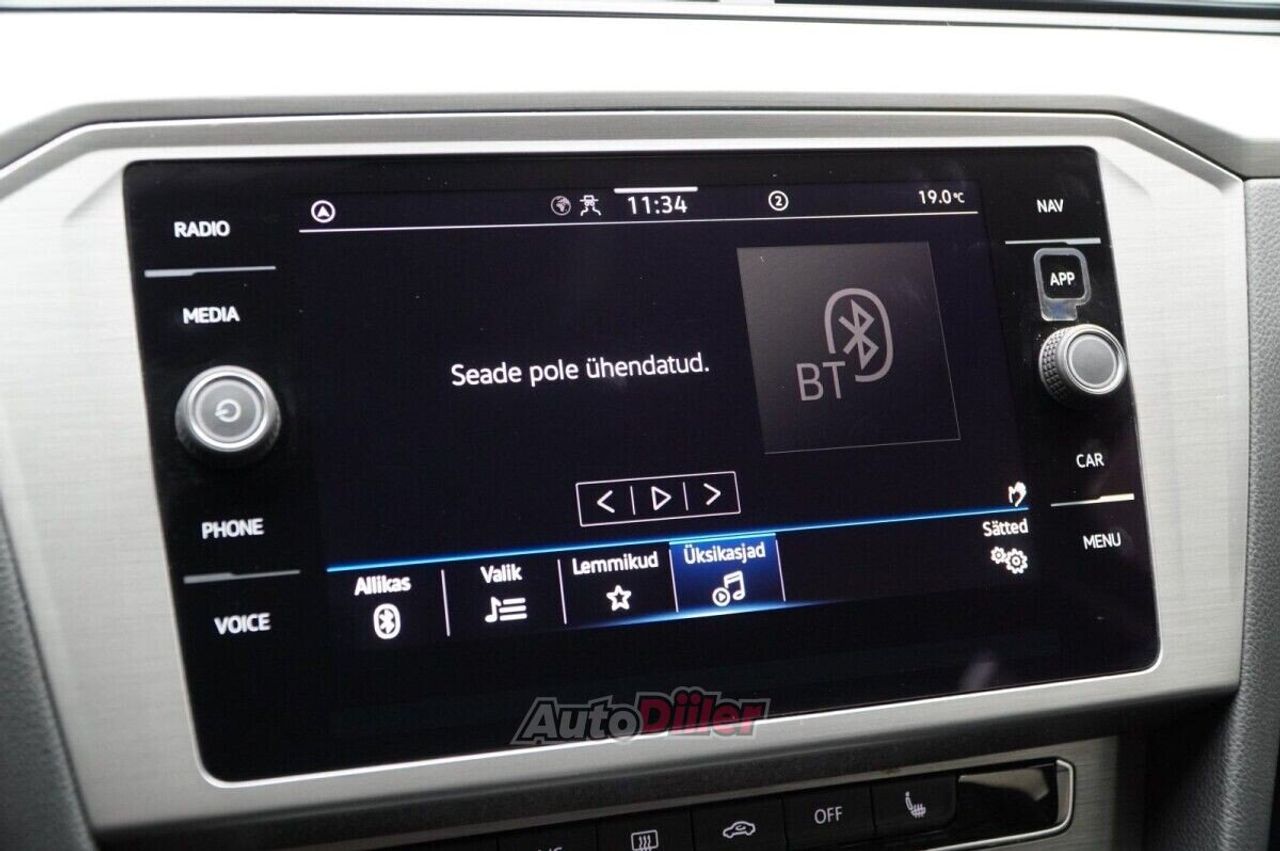 11:34
2
19.0°C
RADIO
NAV
MEDIA
APP
Seade pole ühendatud.
BT
CAR
PHONE
Sätted
MENU
Allikas
Valik
Lemmikud
Üksikasjad
VOICE
AutoDiiler
OFF